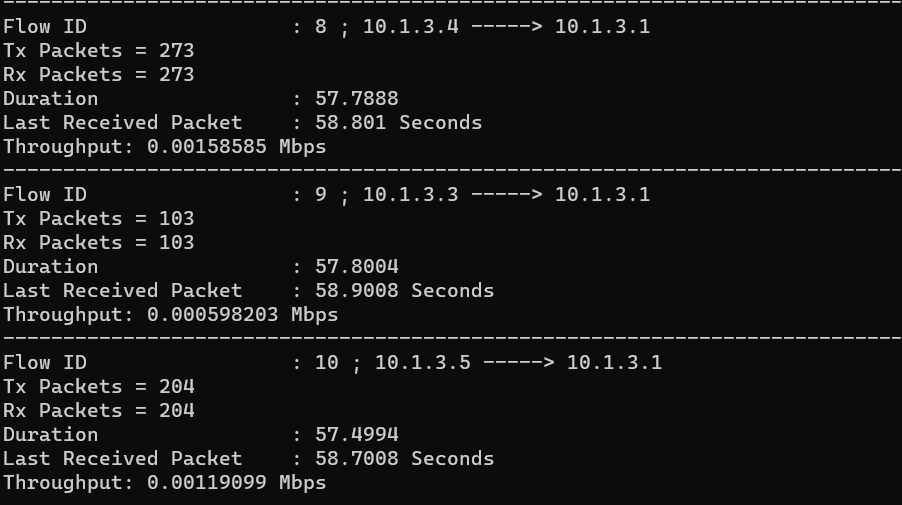 ---------------------------------------------------------------------------
Flow ID                 : 8 ; 10.1.3.4 -----> 10.1.3.1
Tx Packets = 273
Rx Packets = 273
Duration                : 57.7888
Last Received Packet    : 58.801 Seconds
Throughput: 0.00158585 Mbps
---------------------------------------------------------------------------
Flow ID                 : 9 ; 10.1.3.3 -----> 10.1.3.1
Tx Packets = 103
Rx Packets = 103
Duration                : 57.8004
Last Received Packet    : 58.9008 Seconds
Throughput: 0.000598203 Mbps
---------------------------------------------------------------------------
Flow ID                 : 10 ; 10.1.3.5 -----> 10.1.3.1
Tx Packets = 204
Rx Packets = 204
Duration                : 57.4994
Last Received Packet    : 58.7008 Seconds
Throughput: 0.00119099 Mbps